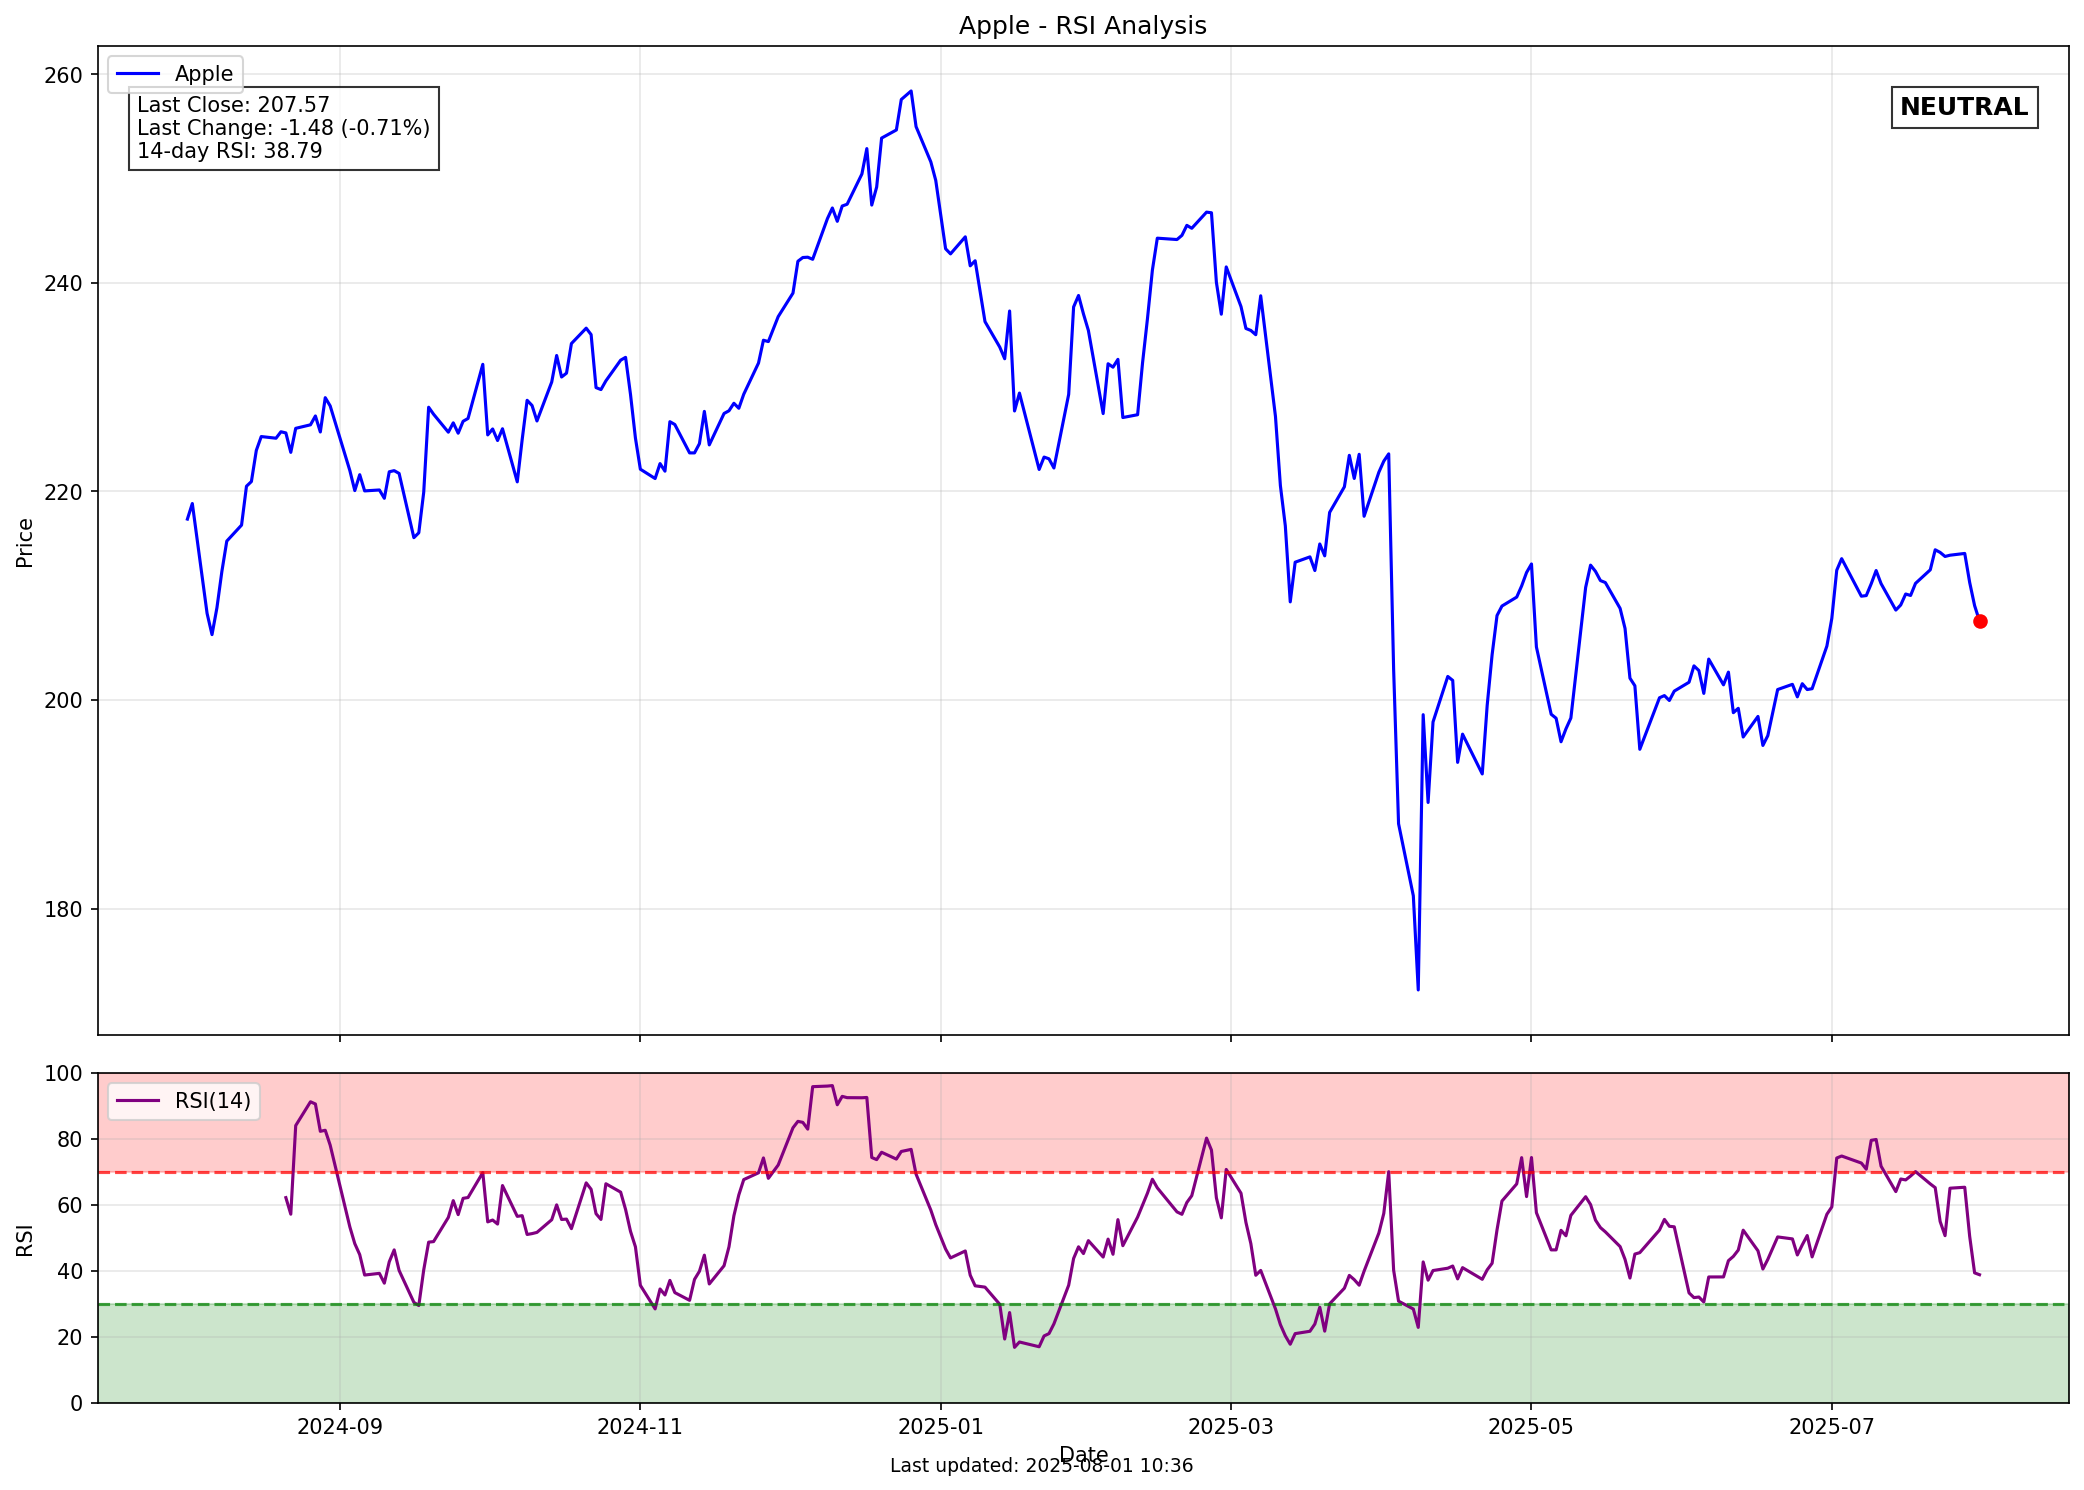 Apple - RSI Analysis
Apple
Last Close: 207.57
Last Change: -1.48 (-0.71%)
14-day RSI: 38.79
NEUTRAL
260
240
220
200
180
Price
RSI(14)
100
80
60
40
20
0
RSI
2024-09
2024-11
2025-01
2025-03
2025-05
2025-07
Date
Last updated: 2025-08-01 10:36